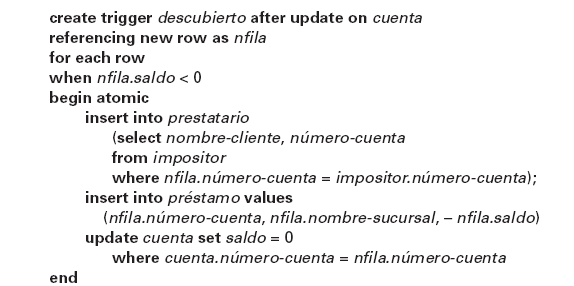 create trigger descubierto after update on cuenta
referencing new row as nfila
for each row
when nfila.saldo < 0
begin atomic
insert into prestatario
(select nombre-cliente, número-cuenta
from impositor
where nfila.número-cuenta = impositor.número-cuenta);
insert into préstamo values
(nfila.número-cuenta, nfila.nombre-sucursal, – nfila.saldo)
update cuenta set saldo = 0
where cuenta.número-cuenta = nfila.número-cuenta
end